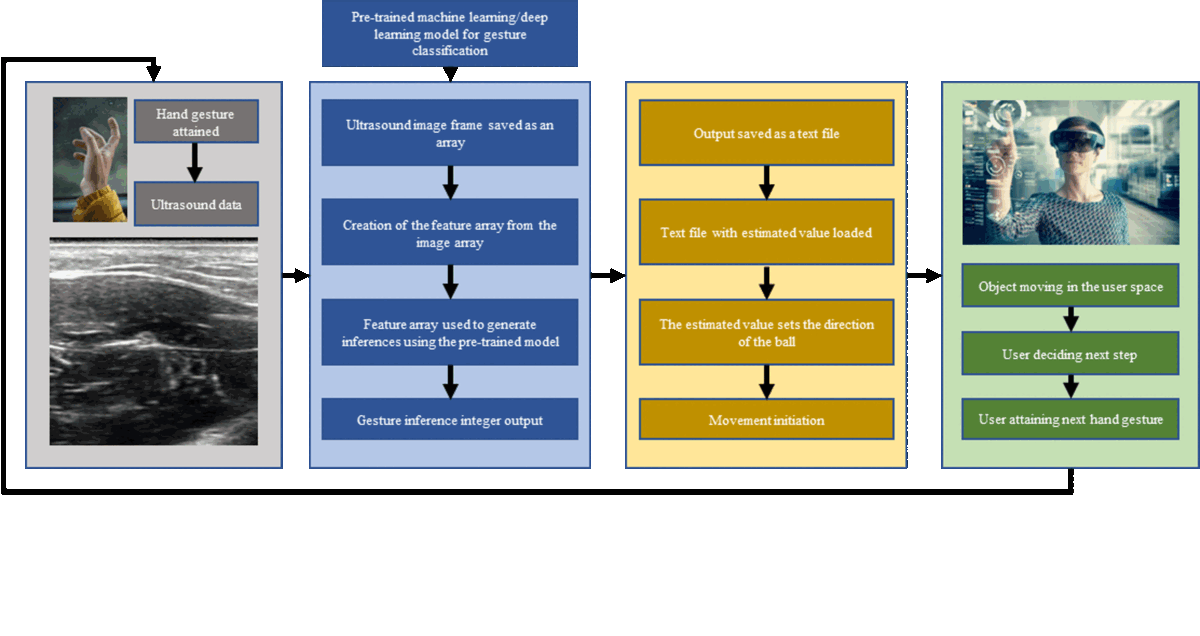 Pre-trained machine learning/deep
learning model for gesture
classification
Hand gesture
attained
Ultrasound data
Ultrasound image frame saved as an
array
Creation of the feature array from the
image array
Feature array used to generate
inferences using the pre-trained model
Gesture inference integer output
Output saved as a text file
Text file with estimated value loaded
The estimated value sets the direction
of the ball
Movement initiation
Object moving in the user space
User deciding next step
User attaining next hand gesture